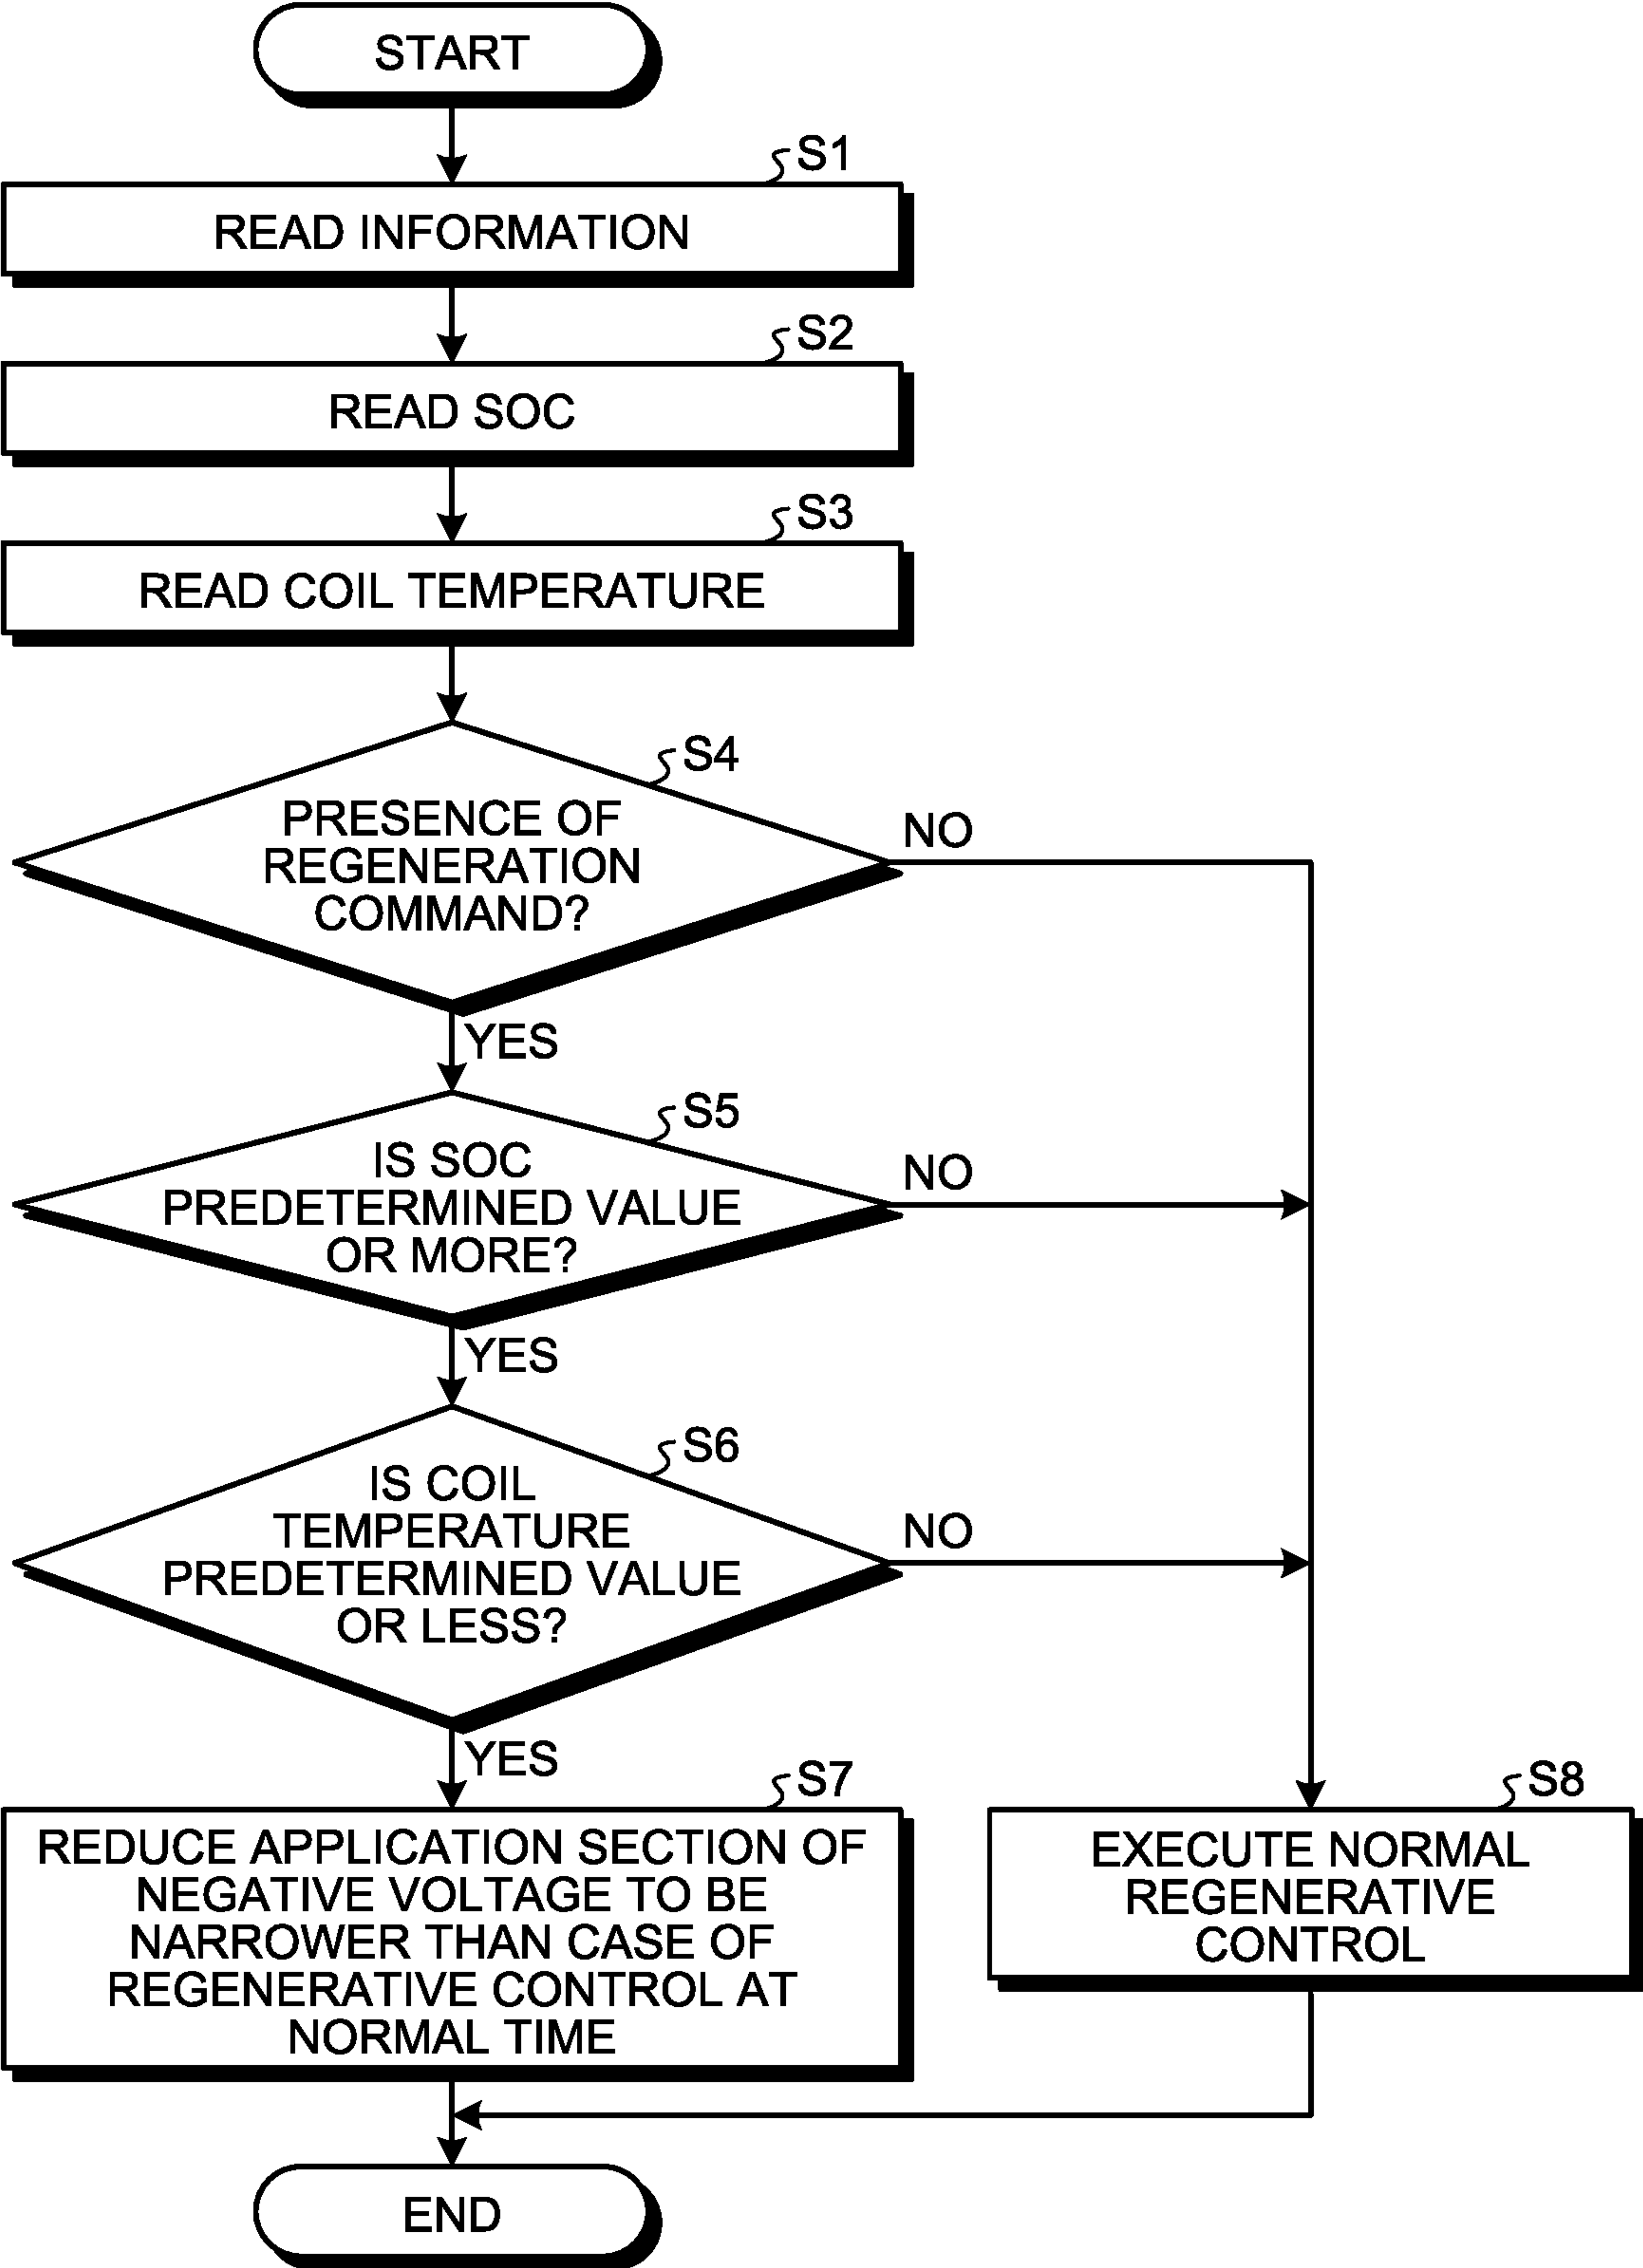 START
S1
READ INFORMATION
S2
READ SOC
S3
READ COIL TEMPERATURE
S4
PRESENCE OF
REGENERATION
COMMAND?
NO
YES
S5
IS SOC
PREDETERMINED VALUE
OR MORE?
NO
YES
S6
IS COIL
TEMPERATURE
PREDETERMINED VALUE
OR LESS?
NO
YES
S7
REDUCE APPLICATION SECTION OF
NEGATIVE VOLTAGE TO BE
NARROWER THAN CASE OF
REGENERATIVE CONTROL AT
NORMAL TIME
S8
EXECUTE NORMAL
REGENERATIVE
CONTROL
END